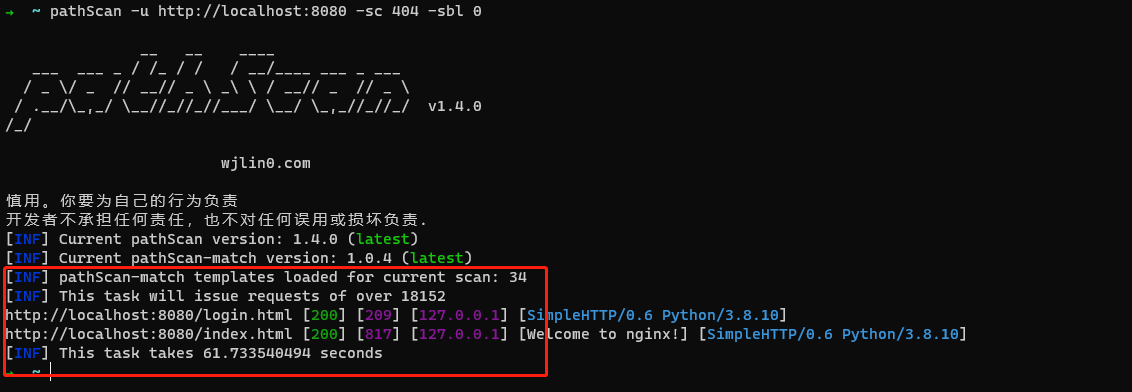 → ~ pathScan -u http://localhost:8080 -sc 404 -sbl 0
               __   __     ____
   ___  ___ _ / /_ / /    / __/____ ___ _ ___
  / _ \/ _  // __// _ \ _\ \ / __// _  // _ \
 / .__/\_,_/ \__//_//_//___/ \__/ \_,_//_//_/  v1.4.0
/_/
wjlin0.com
慎用。你要为自己的行为负责
开发者不承担任何责任，也不对任何误用或损坏负责.
[INF] Current pathScan version: 1.4.0 (latest)
[INF] Current pathScan-match version: 1.0.4 (latest)
[INF] pathScan-match templates loaded for current scan: 34
[INF] This task will issue requests of over 18152
http://localhost:8080/login.html [200] [209] [127.0.0.1] [SimpleHTTP/0.6 Python/3.8.10]
http://localhost:8080/index.html [200] [817] [127.0.0.1] [Welcome to nginx!] [SimpleHTTP/0.6 Python/3.8.10]
[INF] This task takes 61.733540494 seconds
→ ~